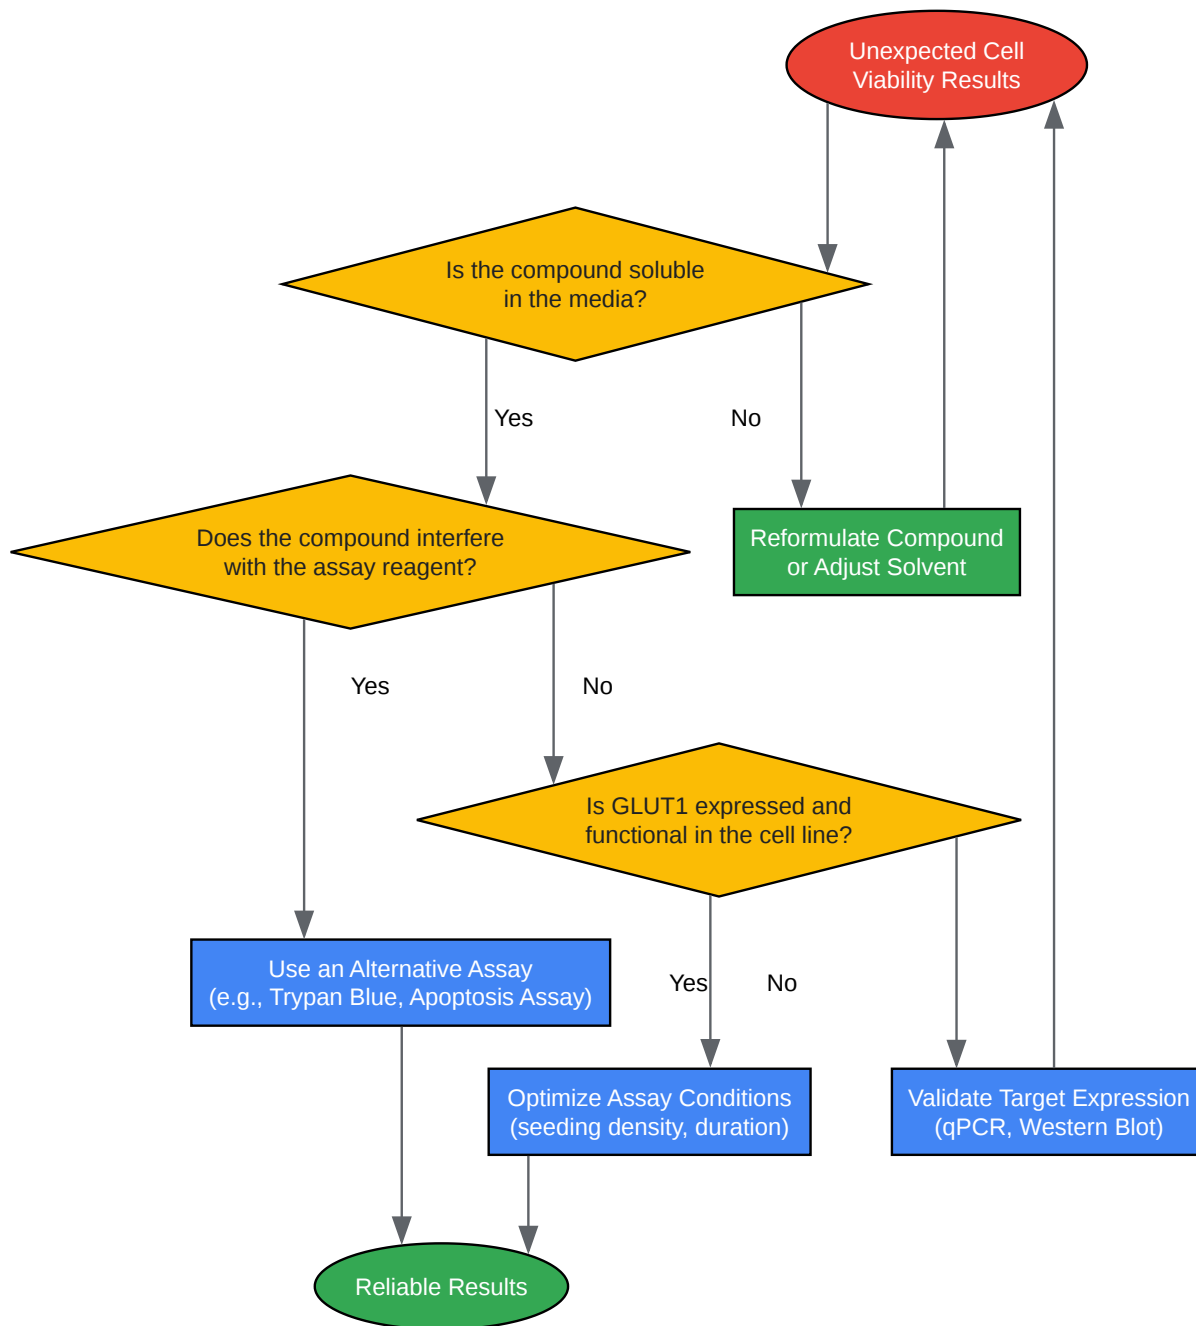 Unexpected Cell
Viability Results
Is the compound soluble
in the media?
Yes
No
Does the compound interfere
with the assay reagent?
Reformulate Compound
or Adjust Solvent
Yes
No
Is GLUT1 expressed and
functional in the cell line?
Use an Alternative Assay
(e.g., Trypan Blue, Apoptosis Assay)
Yes
No
Optimize Assay Conditions
(seeding density, duration)
Validate Target Expression
(qPCR, Western Blot)
Reliable Results